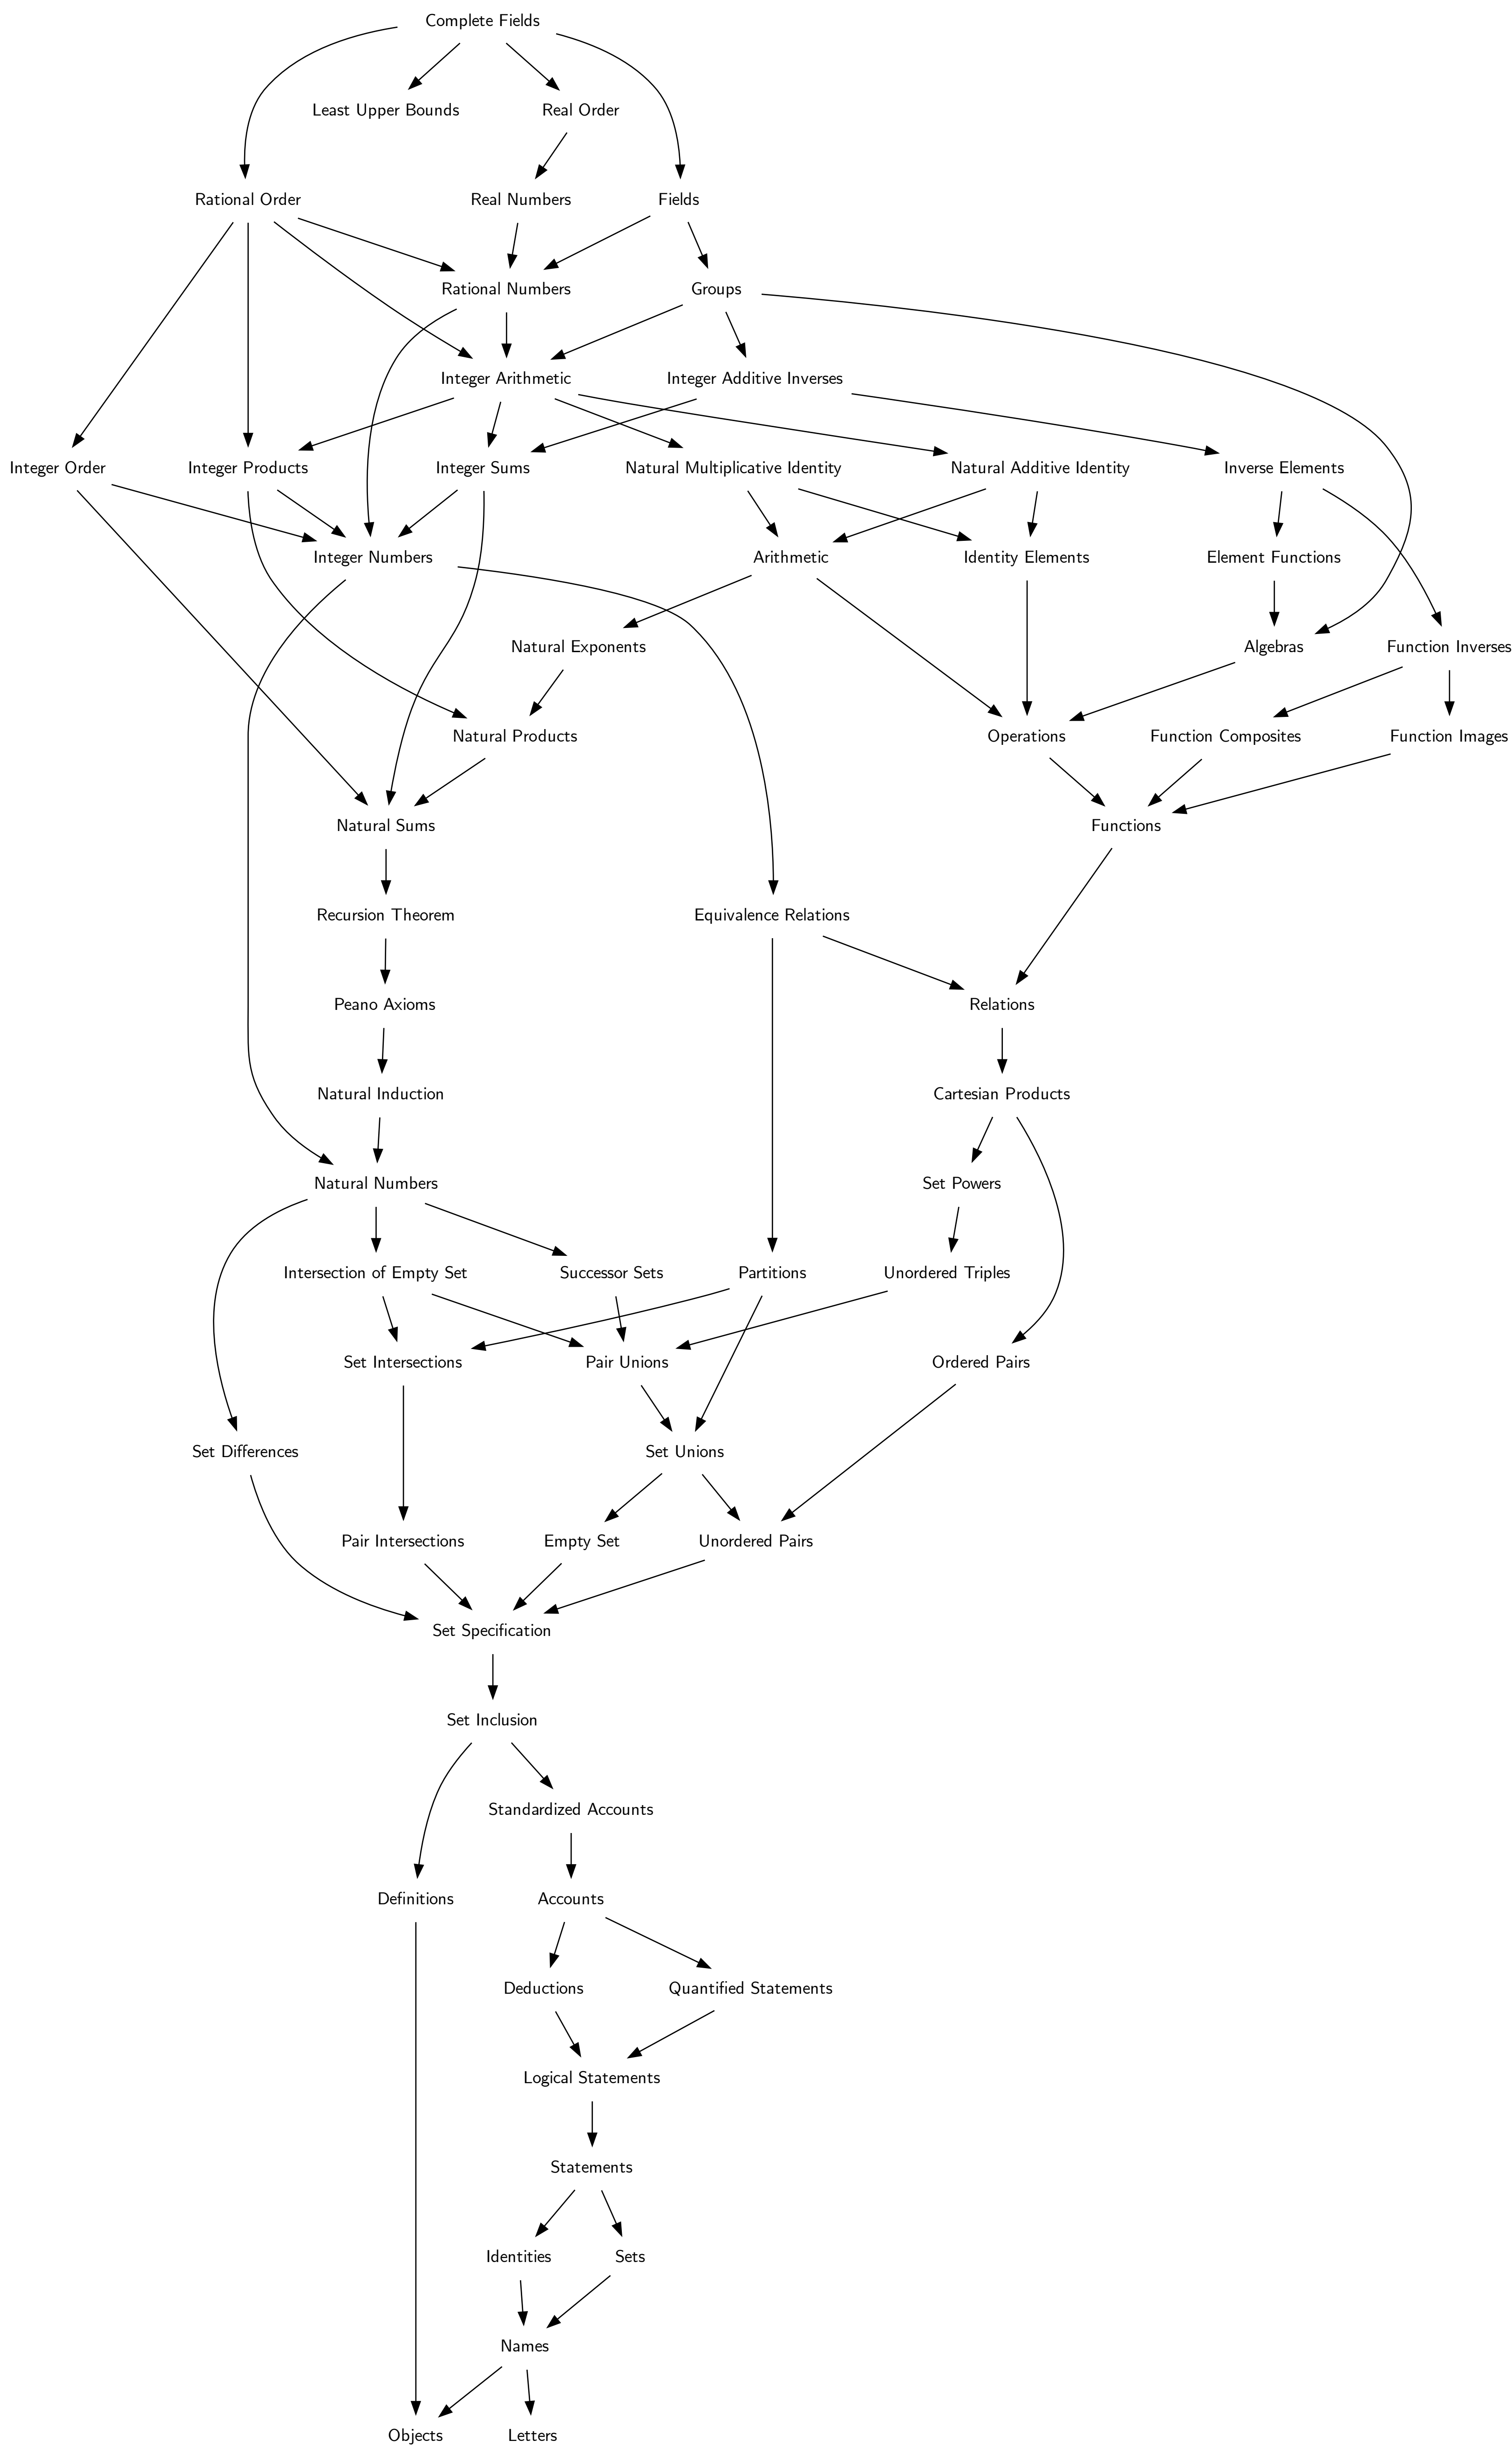 Complete Fields
Least Upper Bounds
Real Order
Rational Order
Real Numbers
Fields
Rational Numbers
Groups
Integer Arithmetic
Integer Additive Inverses
Integer Order
Integer Products
Integer Sums
Natural Multiplicative Identity
Natural Additive Identity
Inverse Elements
Integer Numbers
Arithmetic
Identity Elements
Element Functions
Natural Exponents
Algebras
Function Inverses
Natural Products
Operations
Function Composites
Function Images
Natural Sums
Functions
Recursion Theorem
Equivalence Relations
Peano Axioms
Relations
Natural Induction
Cartesian Products
Natural Numbers
Set Powers
Intersection of Empty Set
Successor Sets
Partitions
Unordered Triples
Set Intersections
Pair Unions
Ordered Pairs
Set Differences
Set Unions
Pair Intersections
Empty Set
Unordered Pairs
Set Specification
Set Inclusion
Standardized Accounts
Definitions
Accounts
Deductions
Quantified Statements
Logical Statements
Statements
Identities
Sets
Names
Objects
Letters